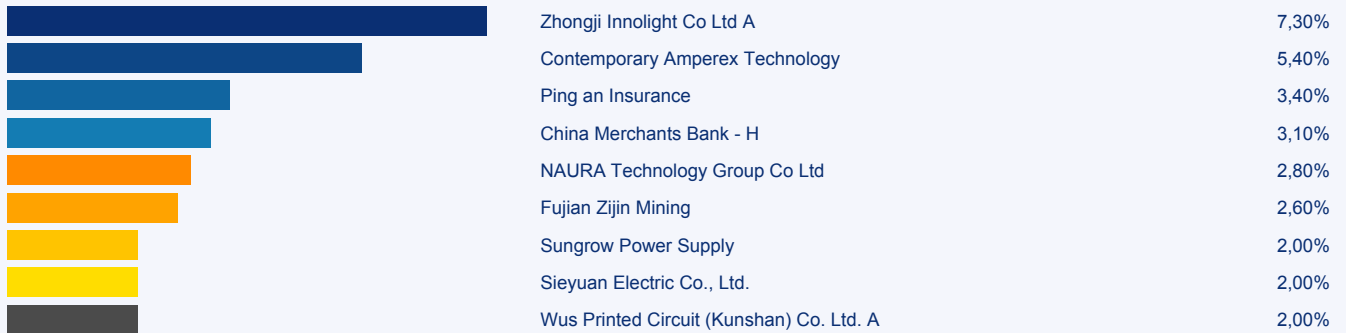 Zhongji Innolight Co Ltd A 7,30%
Contemporary Amperex Technology 5,40%
Ping an Insurance 3,40%
China Merchants Bank - H 3,10%
NAURA Technology Group Co Ltd 2,80%
Fujian Zijin Mining 2,60%
Sungrow Power Supply 2,00%
Sieyuan Electric Co., Ltd. 2,00%
Wus Printed Circuit (Kunshan) Co. Ltd. A 2,00%